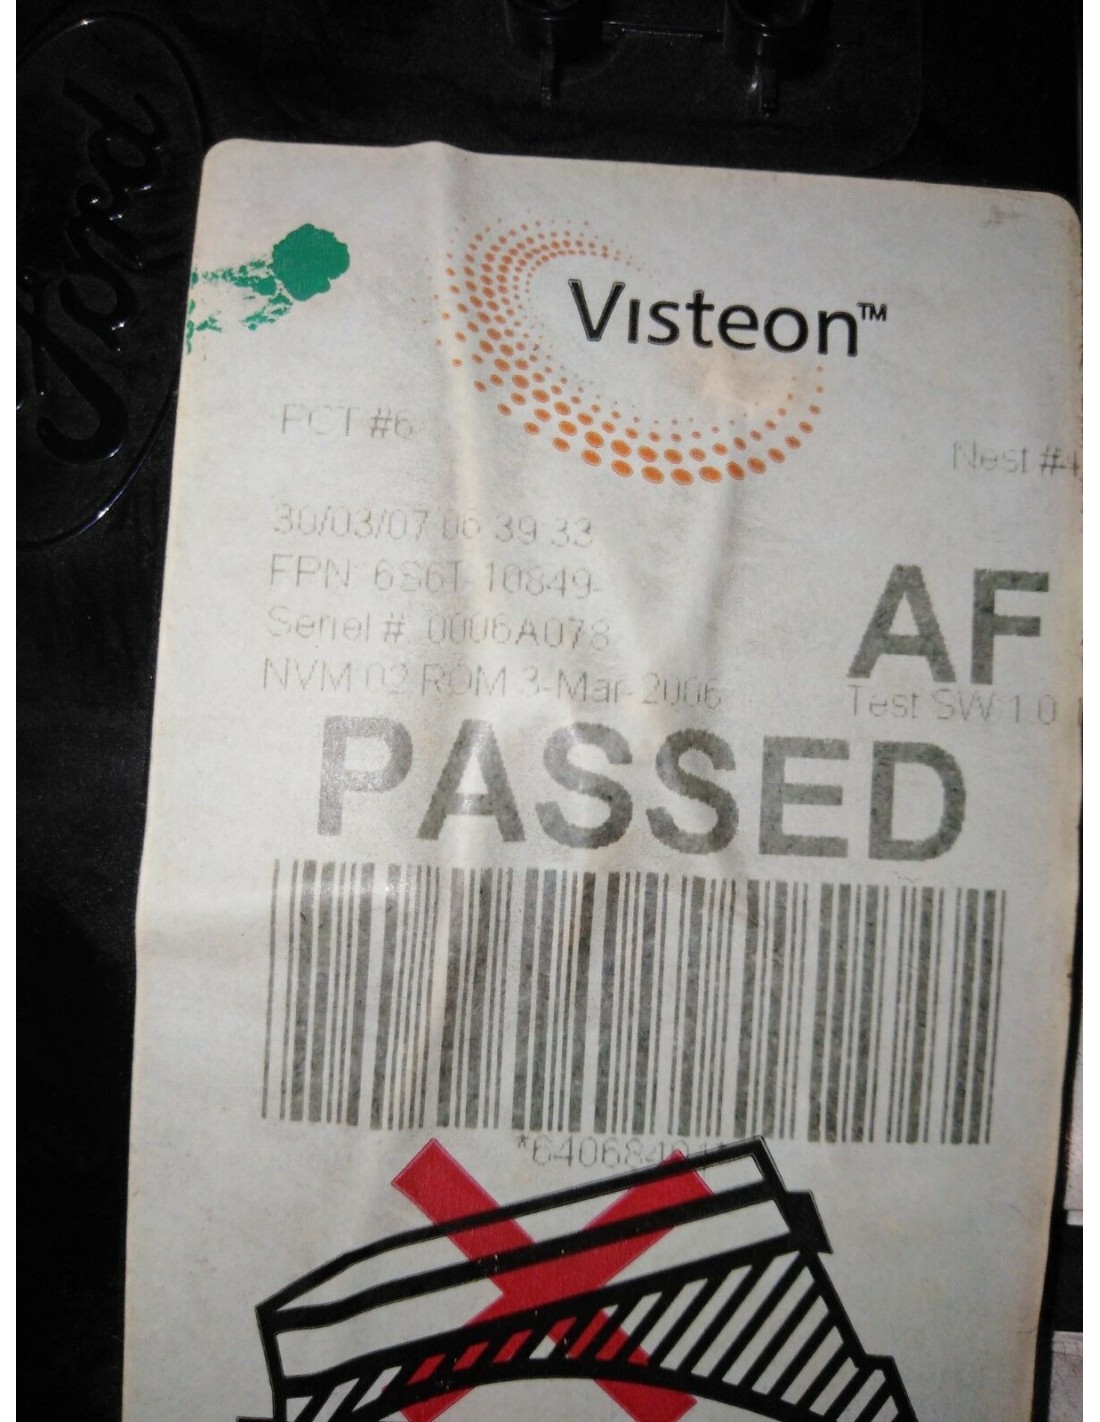 Ford
Visteon™
FCT #6
Nest #4
30/03/07 06 39 33
FPN: 6S6T-10849-
AF
Seriel #: 0006A078
NVM 02 ROM 3-Mar-2006
Test SW 1.0
PASSED